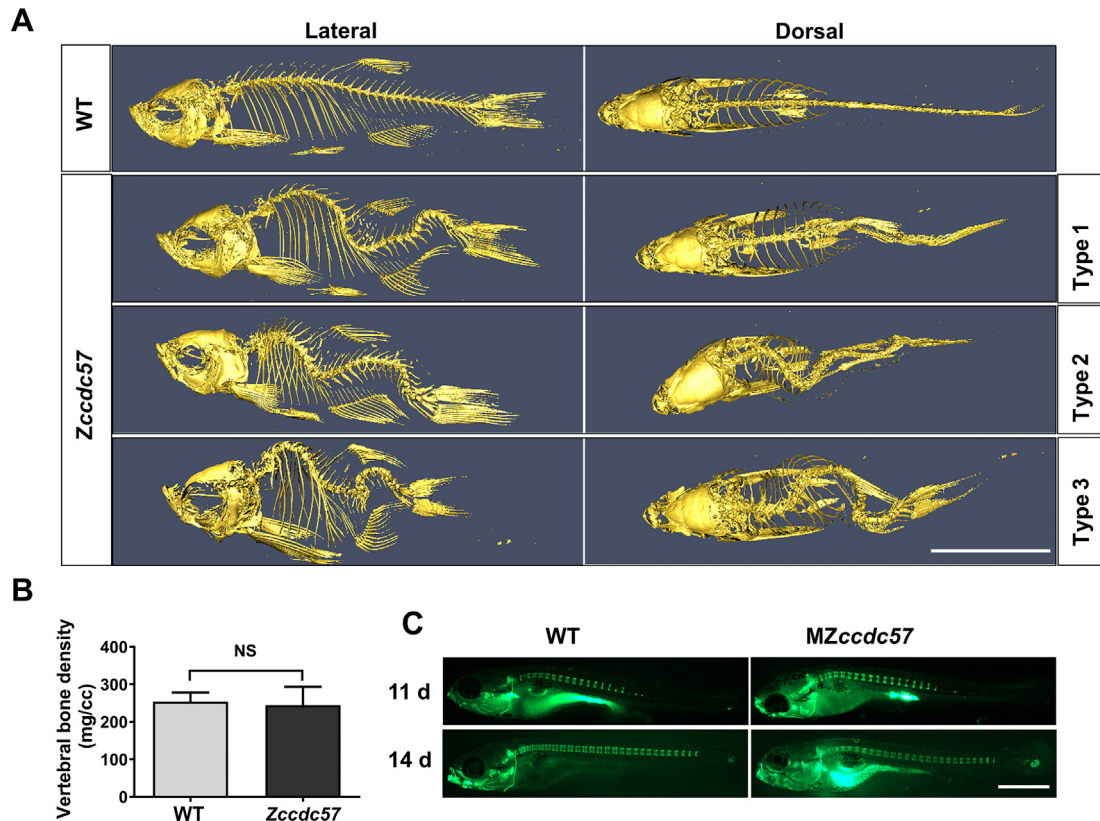 A
Lateral
Dorsal
WT
Zccdc57
Type 1
Type 2
Type 3
B
Vertebral bone density
(mg/cc)
400
300
200
100
0
NS
WT
Zccdc57
C
WT
MZccdc57
11 d
14 d